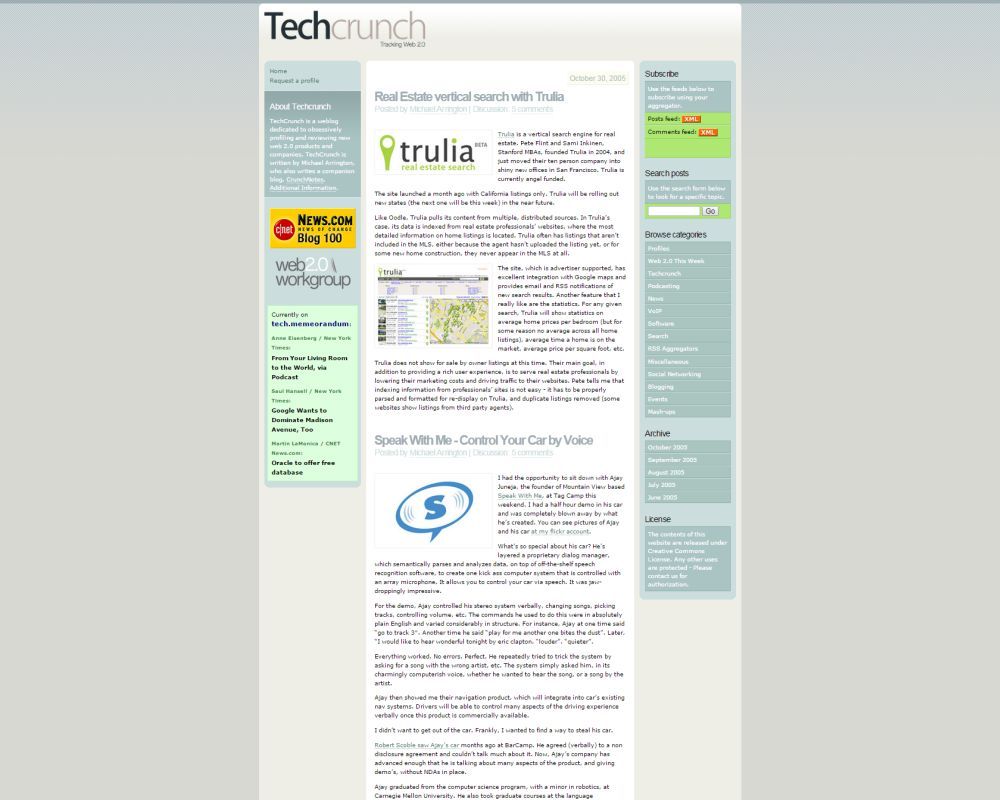 Techcrunch
Tracking Web 2.0
Home
Request a profile
About Techcrunch
TechCrunch is a weblog
dedicated to obsessively
profiling and reviewing new
web 2.0 products and
companies. TechCrunch is
written by Michael Arrington,
who also writes a companion
blog, CrunchNotes.
Additional Information.
c|net NEWS.COM
NEWS OF CHANGE
Blog 100
web2.0\
workgroup
Currently on
tech.memeorandum:
Anne Eisenberg / New York
Times:
From Your Living Room
to the World, via
Podcast
Saul Hansell / New York
Times:
Google Wants to
Dominate Madison
Avenue, Too
Martin LaMonica / CNET
News.com:
Oracle to offer free
database
October 30, 2005
Real Estate vertical search with Trulia
Posted by Michael Arrington | Discussion: 5 comments
trulia BETA
real estate search
Trulia is a vertical search engine for real
estate. Pete Flint and Sami Inkinen,
Stanford MBAs, founded Trulia in 2004, and
just moved their ten person company into
shiny new offices in San Francisco. Trulia is
currently angel funded.
The site launched a month ago with California listings only. Trulia will be rolling out
new states (the next one will be this week) in the near future.
Like Oodle, Trulia pulls its content from multiple, distributed sources. In Trulia's
case, its data is indexed from real estate professionals' websites, where the most
detailed information on home listings is located. Trulia often has listings that aren't
included in the MLS, either because the agent hasn't uploaded the listing yet, or for
some new home construction, they never appear in the MLS at all.
trulia
The site, which is advertiser supported, has
excellent integration with Google maps and
provides email and RSS notifications of
new search results. Another feature that I
really like are the statistics. For any given
search, Trulia will show statistics on
average home prices per bedroom (but for
some reason no average across all home
listings), average time a home is on the
market, average price per square foot, etc.
Trulia does not show for sale by owner listings at this time. Their main goal, in
addition to providing a rich user experience, is to serve real estate professionals by
lowering their marketing costs and driving traffic to their websites. Pete tells me that
indexing information from professionals' sites is not easy - it has to be properly
parsed and formatted for re-display on Trulia, and duplicate listings removed (some
websites show listings from third party agents).
Speak With Me - Control Your Car by Voice
Posted by Michael Arrington | Discussion: 5 comments
S
I had the opportunity to sit down with Ajay
Juneja, the founder of Mountain View based
Speak With Me, at Tag Camp this
weekend. I had a half hour demo in his car
and was completely blown away by what
he's created. You can see pictures of Ajay
and his car at my flickr account.
What's so special about his car? He's
layered a proprietary dialog manager,
which semantically parses and analyzes data, on top of off-the-shelf speech
recognition software, to create one kick ass computer system that is controlled with
an array microphone. It allows you to control your car via speech. It was jaw-
droppingly impressive.
For the demo, Ajay controlled his stereo system verbally, changing songs, picking
tracks, controlling volume, etc. The commands he used to do this were in absolutely
plain English and varied considerably in structure. For instance, Ajay at one time said
"go to track 3". Another time he said "play for me another one bites the dust". Later,
"I would like to hear wonderful tonight by eric clapton, "louder", "quieter".
Everything worked. No errors. Perfect. He repeatedly tried to trick the system by
asking for a song with the wrong artist, etc. The system simply asked him, in its
charmingly computerish voice, whether he wanted to hear the song, or a song by the
artist.
Ajay then showed me their navigation product, which will integrate into car's existing
nav systems. Drivers will be able to control many aspects of the driving experience
verbally once this product is commercially available.
I didn't want to get out of the car. Frankly, I wanted to find a way to steal his car.
Robert Scoble saw Ajay's car months ago at BarCamp. He agreed (verbally) to a non
disclosure agreement and couldn't talk much about it. Now, Ajay's company has
advanced enough that he is talking about many aspects of the product, and giving
demo's, without NDAs in place.
Ajay graduated from the computer science program, with a minor in robotics, at
Carnegie Mellon University. He also took graduate courses at the language
Subscribe
Use the feeds below to
subscribe using your
aggregator.
Posts feed: XML
Comments feed: XML
Search posts
Use the search form below
to look for a specific topic.
Go
Browse categories
Profiles
Web 2.0 This Week
Techcrunch
Podcasting
News
VoIP
Software
Search
RSS Aggregators
Miscellaneous
Social Networking
Blogging
Events
Mash-ups
Archive
October 2005
September 2005
August 2005
July 2005
June 2005
License
The contents of this
website are released under
Creative Commons
License. Any other uses
are protected - Please
contact us for
authorization.